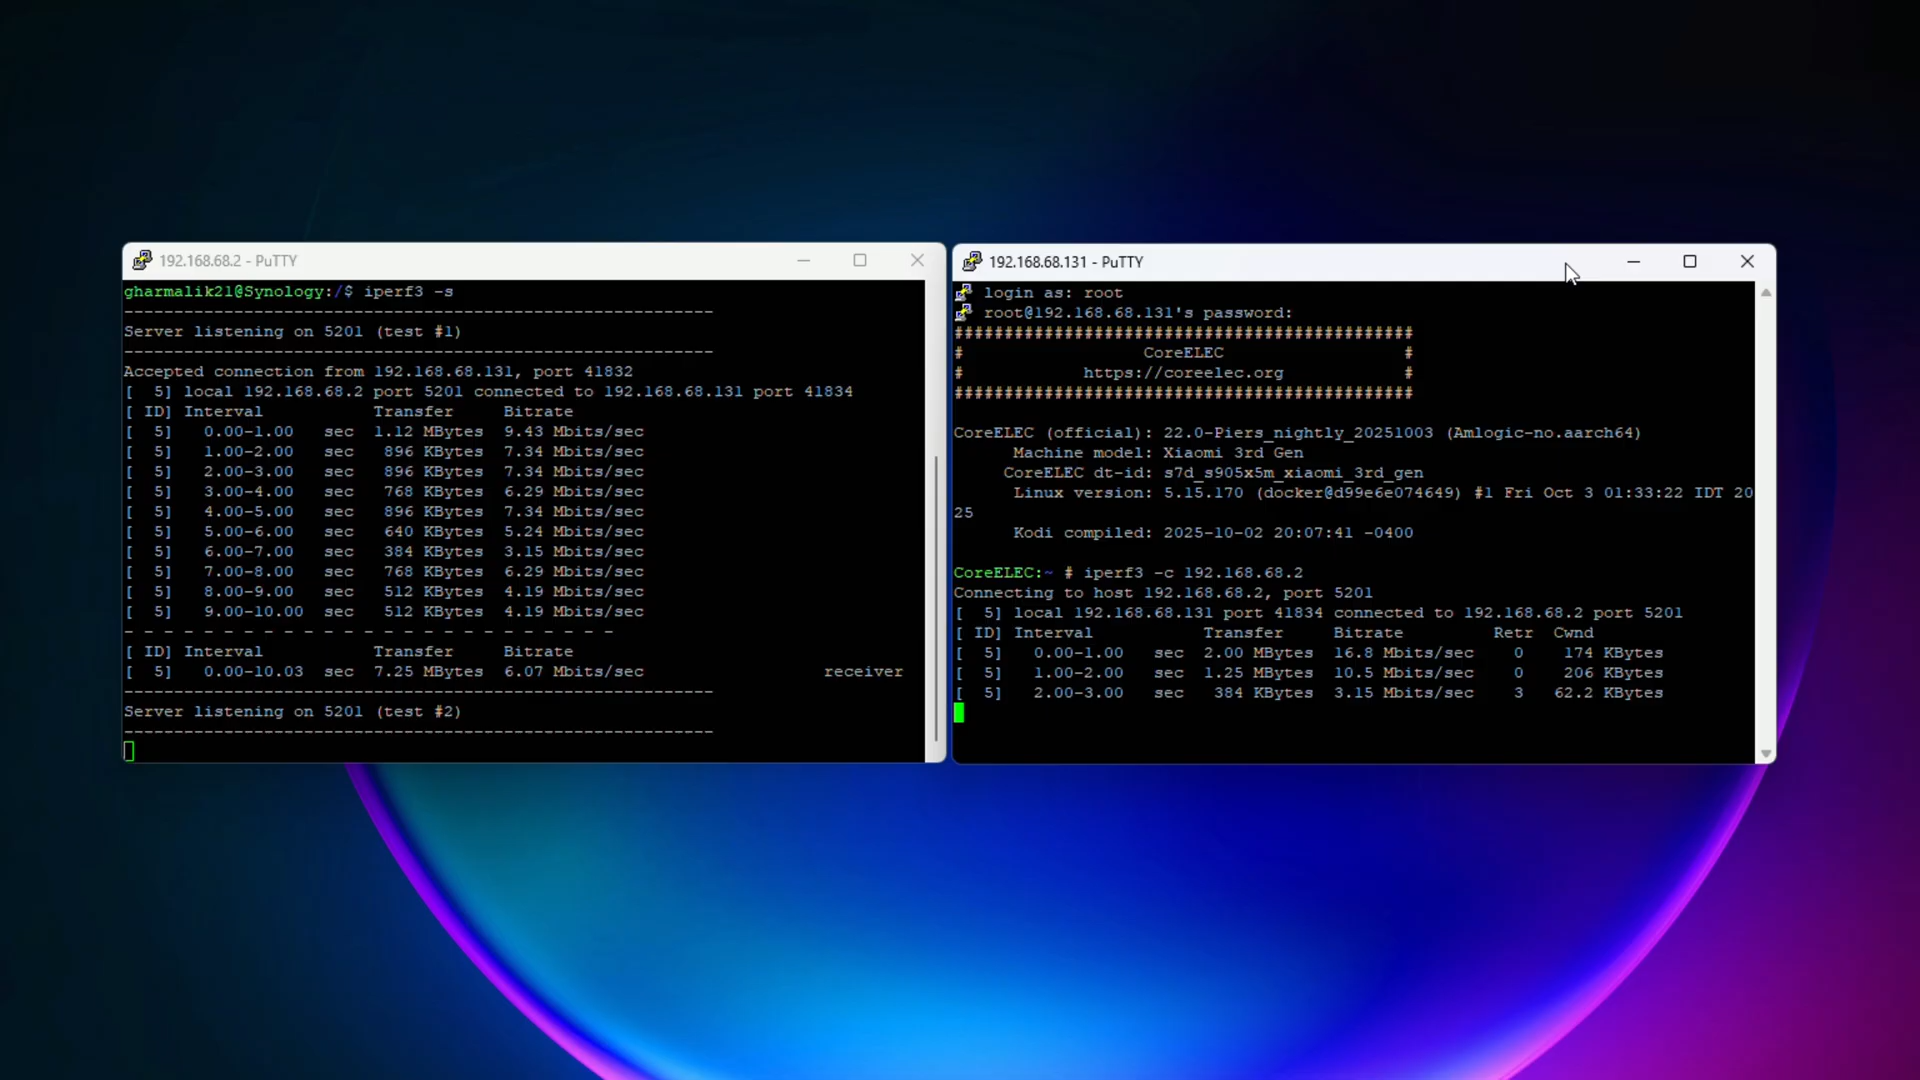 192.168.68.2 - PuTTY
gharmalik21@Synology:/$ iperf3 -s
-----------------------------------------------------------
Server listening on 5201 (test #1)
-----------------------------------------------------------
Accepted connection from 192.168.68.131, port 41832
[  5] local 192.168.68.2 port 5201 connected to 192.168.68.131 port 41834
[ ID] Interval           Transfer     Bitrate
[  5]   0.00-1.00   sec  1.12 MBytes  9.43 Mbits/sec
[  5]   1.00-2.00   sec   896 KBytes  7.34 Mbits/sec
[  5]   2.00-3.00   sec   896 KBytes  7.34 Mbits/sec
[  5]   3.00-4.00   sec   768 KBytes  6.29 Mbits/sec
[  5]   4.00-5.00   sec   896 KBytes  7.34 Mbits/sec
[  5]   5.00-6.00   sec   640 KBytes  5.24 Mbits/sec
[  5]   6.00-7.00   sec   384 KBytes  3.15 Mbits/sec
[  5]   7.00-8.00   sec   768 KBytes  6.29 Mbits/sec
[  5]   8.00-9.00   sec   512 KBytes  4.19 Mbits/sec
[  5]   9.00-10.00  sec   512 KBytes  4.19 Mbits/sec
- - - - - - - - - - - - - - - - - - - - - - - - -
[ ID] Interval           Transfer     Bitrate
[  5]   0.00-10.03  sec  7.25 MBytes  6.07 Mbits/sec                  receiver
-----------------------------------------------------------
Server listening on 5201 (test #2)
-----------------------------------------------------------
192.168.68.131 - PuTTY
login as: root
root@192.168.68.131's password:
##############################################
#                  CoreELEC                  #
#            https://coreelec.org            #
##############################################
CoreELEC (official): 22.0-Piers_nightly_20251003 (Amlogic-no.aarch64)
Machine model: Xiaomi 3rd Gen
CoreELEC dt-id: s7d_s905x5m_xiaomi_3rd_gen
Linux version: 5.15.170 (docker@d99e6e074649) #1 Fri Oct 3 01:33:22 IDT 20
25
Kodi compiled: 2025-10-02 20:07:41 -0400
CoreELEC:~ # iperf3 -c 192.168.68.2
Connecting to host 192.168.68.2, port 5201
[  5] local 192.168.68.131 port 41834 connected to 192.168.68.2 port 5201
[ ID] Interval           Transfer     Bitrate         Retr  Cwnd
[  5]   0.00-1.00   sec  2.00 MBytes  16.8 Mbits/sec    0    174 KBytes
[  5]   1.00-2.00   sec  1.25 MBytes  10.5 Mbits/sec    0    206 KBytes
[  5]   2.00-3.00   sec   384 KBytes  3.15 Mbits/sec    3   62.2 KBytes